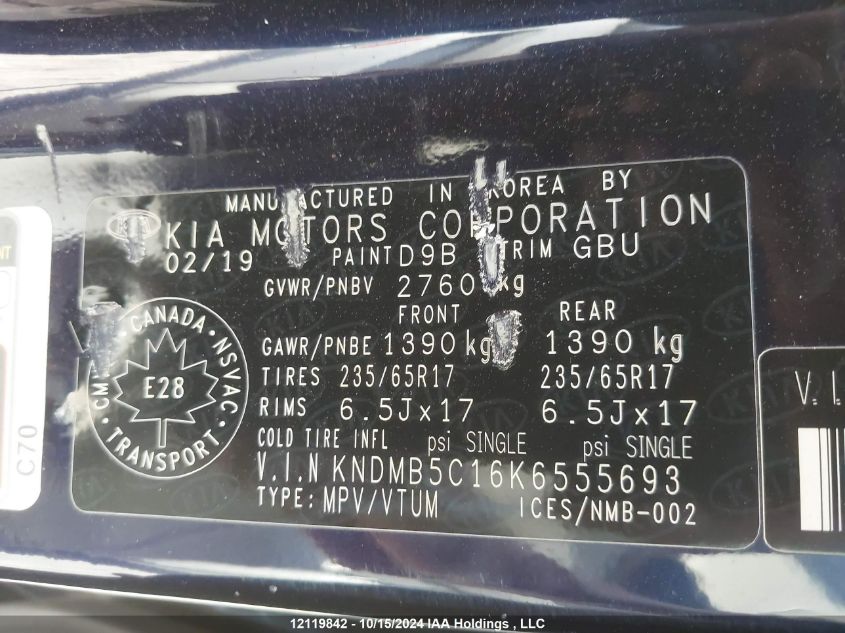 MANUFACTURED IN KOREA BY
KIA KIA MOTORS CORPORATION
02/19 PAINT D9B TRIM GBU
GVWR/PNBV 2760 kg
FRONT REAR
GAWR/PNBE 1390 kg 1390 kg
TIRES 235/65R17 235/65R17
RIMS 6.5Jx17 6.5Jx17
COLD TIRE INFL psi SINGLE psi SINGLE
V.I.N KNDMB5C16K6555693
TYPE: MPV/VTUM ICES/NMB-002
CANADA · NSVAC · TRANSPORT
E28
C70
V.I.
12119842 - 10/15/2024 IAA Holdings , LLC